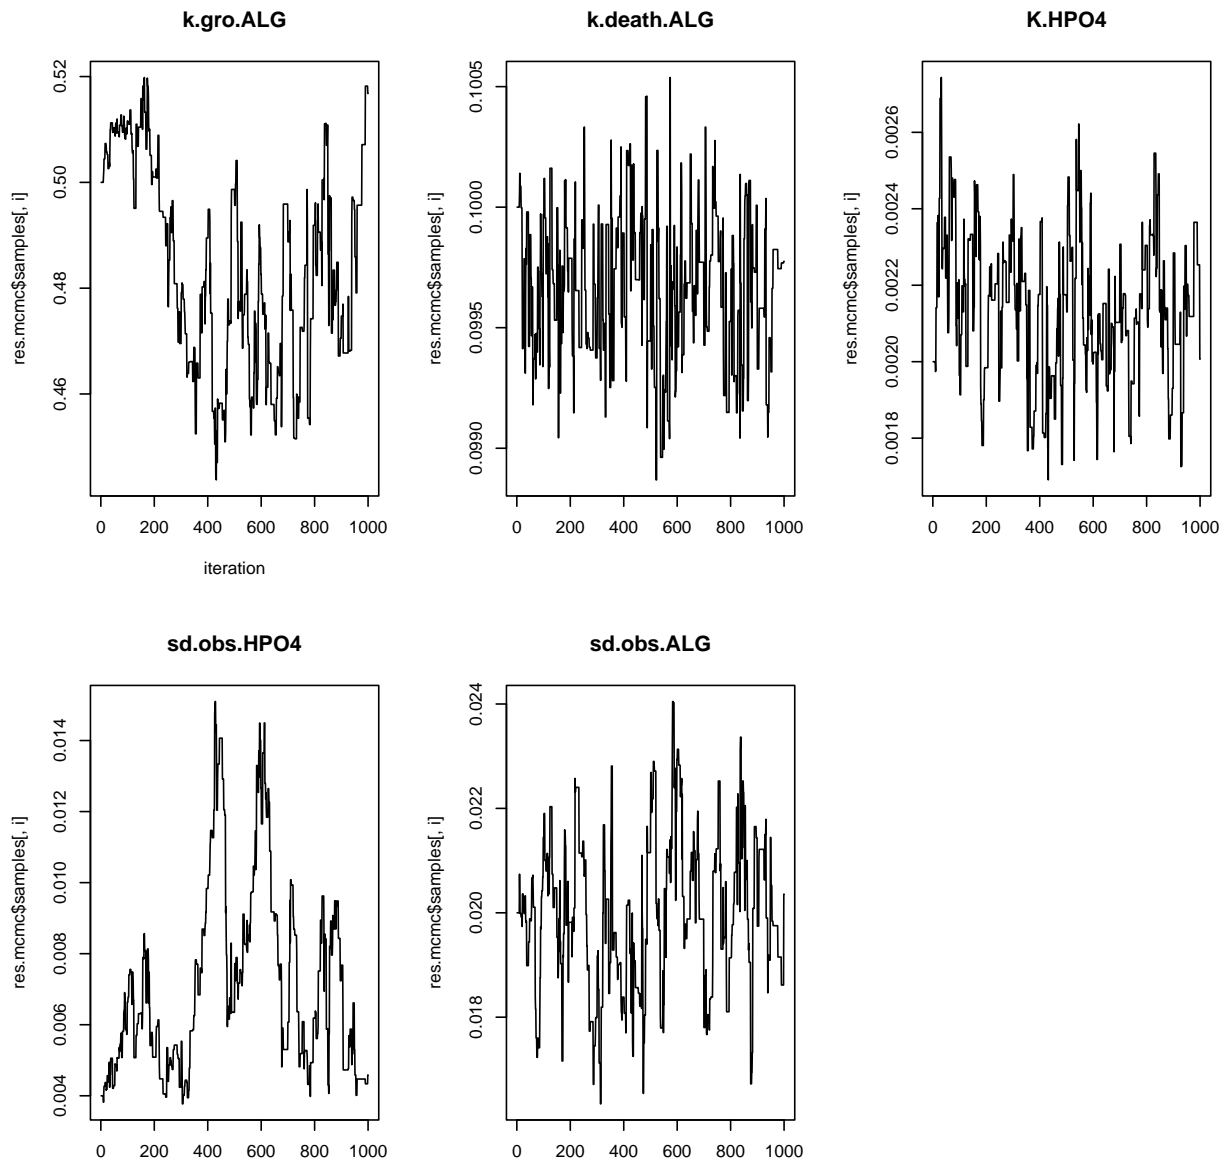 k.gro.ALG
res.mcmc$samples[, i]
0.46 0.48 0.50 0.52
0 200 400 600 800 1000
iteration
k.death.ALG
res.mcmc$samples[, i]
0.0990 0.0995 0.1000 0.1005
0 200 400 600 800 1000
K.HPO4
res.mcmc$samples[, i]
0.0018 0.0020 0.0022 0.0024 0.0026
0 200 400 600 800 1000
sd.obs.HPO4
res.mcmc$samples[, i]
0.004 0.006 0.008 0.010 0.012 0.014
0 200 400 600 800 1000
sd.obs.ALG
res.mcmc$samples[, i]
0.018 0.020 0.022 0.024
0 200 400 600 800 1000